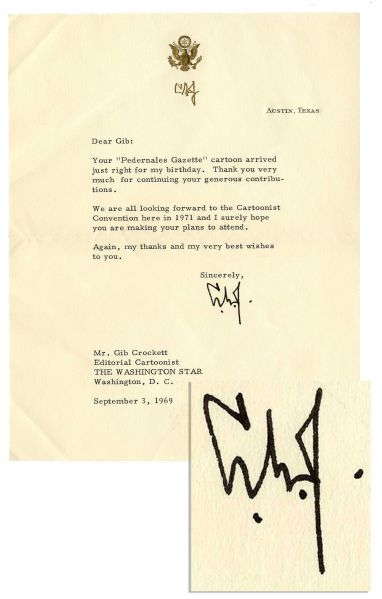 LBJ
Austin, Texas
Dear Gib:
Your "Pedernales Gazette" cartoon arrived
just right for my birthday. Thank you very
much for continuing your generous contribu-
tions.
We are all looking forward to the Cartoonist
Convention here in 1971 and I surely hope
you are making your plans to attend.
Again, my thanks and my very best wishes
to you.
Sincerely,
L.B.J.
Mr. Gib Crockett
Editorial Cartoonist
THE WASHINGTON STAR
Washington, D. C.
September 3, 1969
L.B.J.